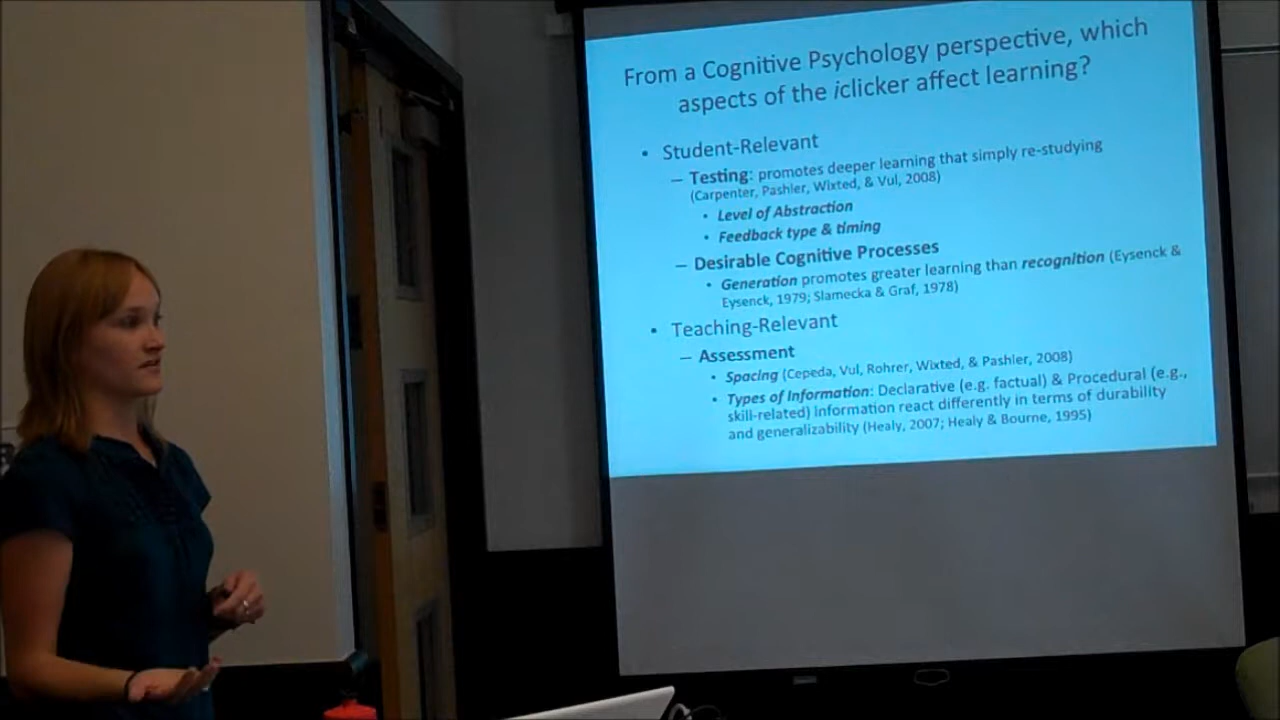 From a Cognitive Psychology perspective, which
aspects of the iclicker affect learning?
• Student-Relevant
– Testing: promotes deeper learning that simply re-studying
(Carpenter, Pashler, Wixted, & Vul, 2008)
• Level of Abstraction
• Feedback type & timing
– Desirable Cognitive Processes
• Generation promotes greater learning than recognition (Eysenck &
Eysenck, 1979; Slamecka & Graf, 1978)
• Teaching-Relevant
– Assessment
• Spacing (Cepeda, Vul, Rohrer, Wixted, & Pashler, 2008)
• Types of Information: Declarative (e.g. factual) & Procedural (e.g.,
skill-related) information react differently in terms of durability
and generalizability (Healy, 2007; Healy & Bourne, 1995)